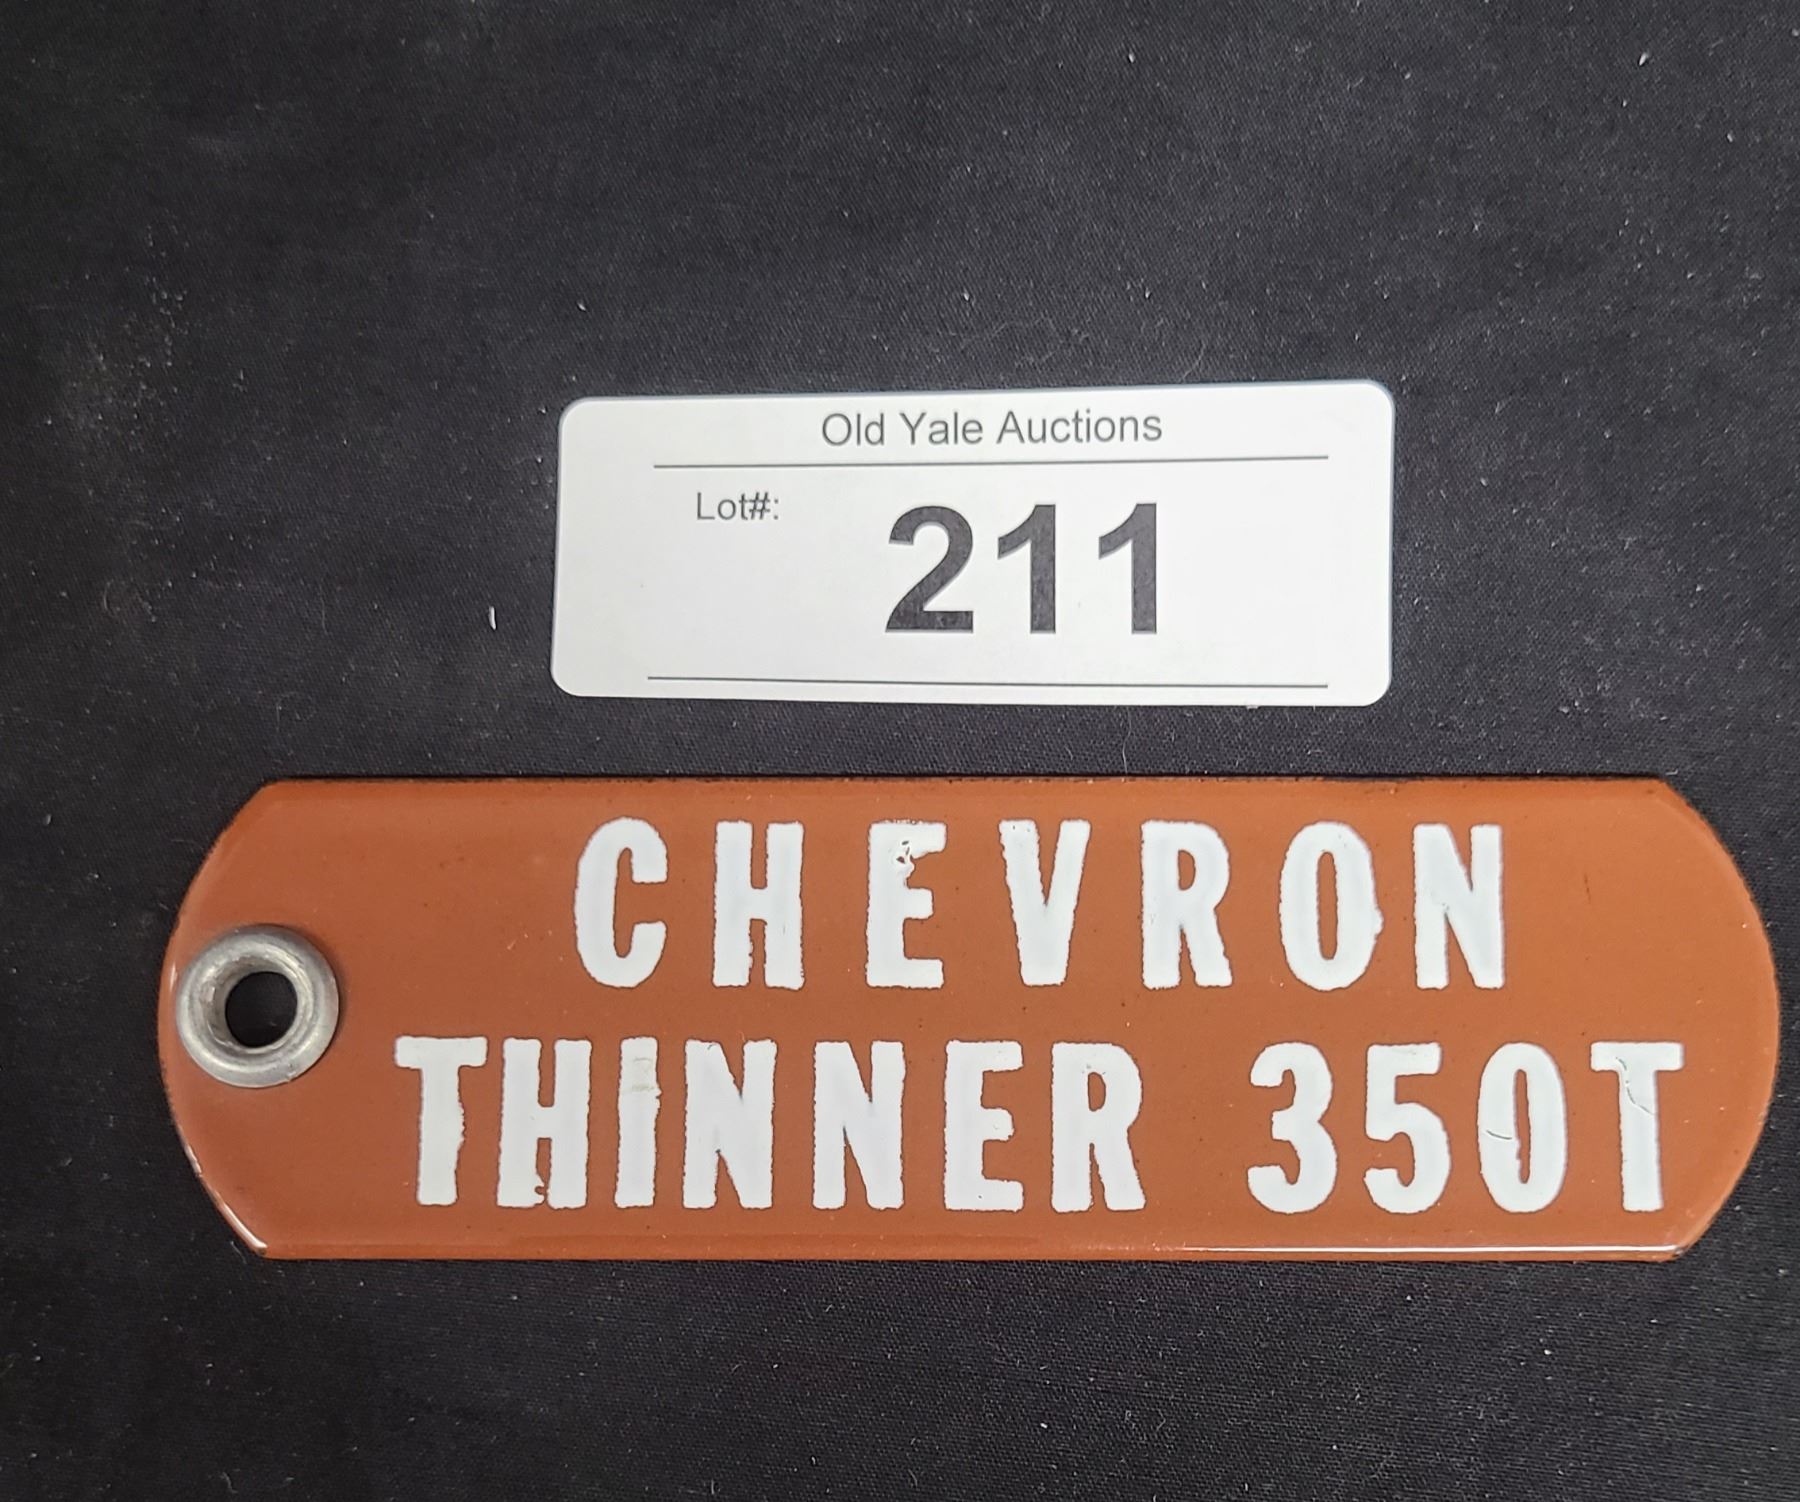 Old Yale Auctions
Lot#: 211
CHEVRON
THINNER 350T